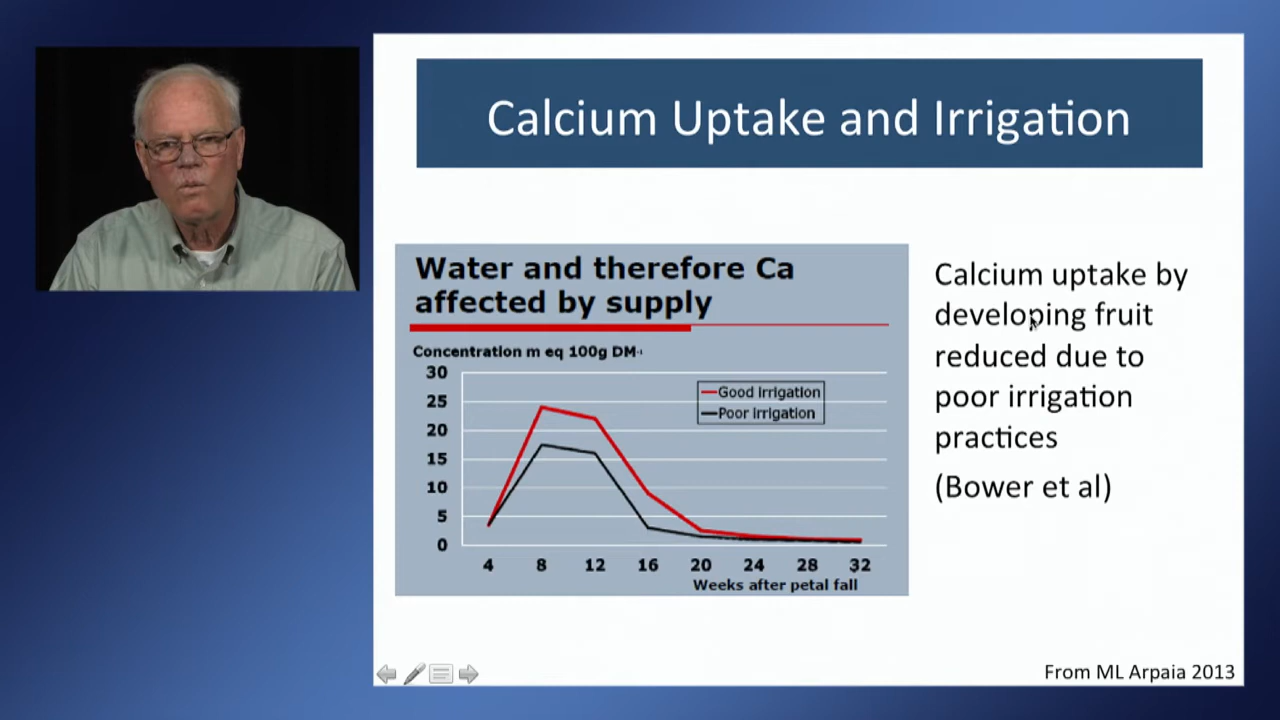 Calcium Uptake and Irrigation
Water and therefore Ca
affected by supply
Concentration m eq 100g DM-1
30
25
20
15
10
5
0
Good irrigation
Poor irrigation
4 8 12 16 20 24 28 32
Weeks after petal fall
Calcium uptake by
developing fruit
reduced due to
poor irrigation
practices
(Bower et al)
From ML Arpaia 2013